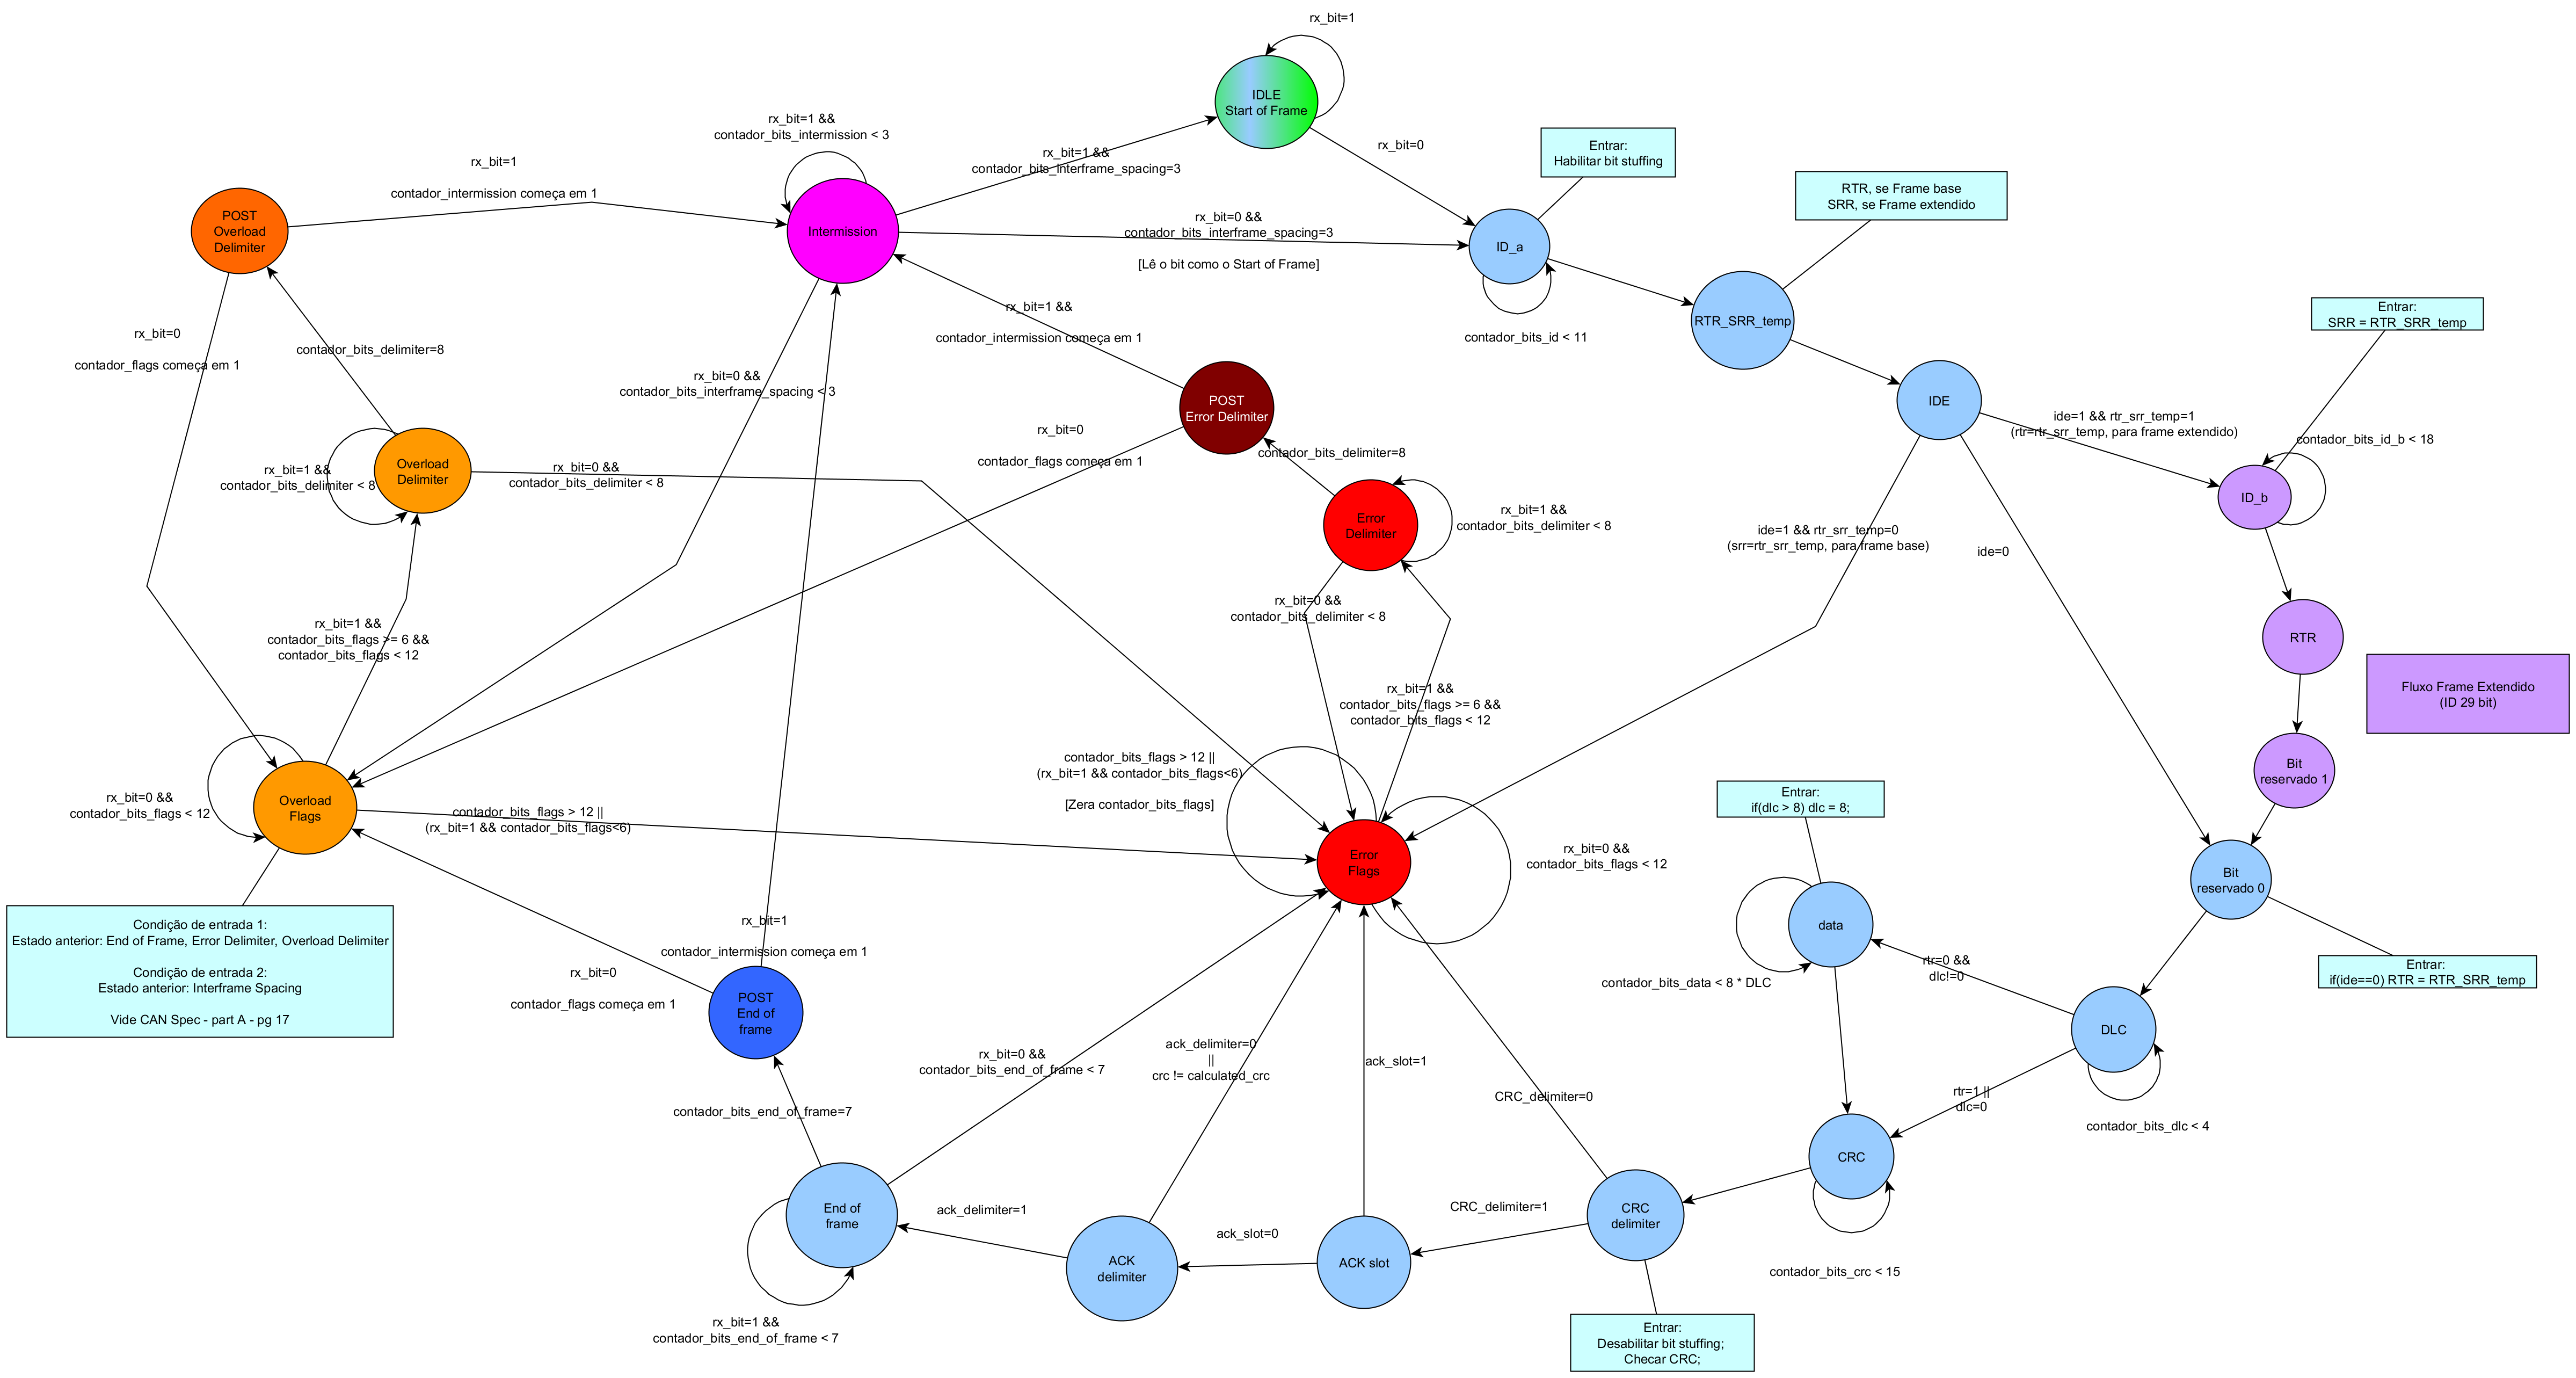 rx_bit=1
IDLE
Start of Frame
rx_bit=1 &&
contador_bits_intermission < 3
rx_bit=1 &&
contador_bits_interframe_spacing=3
rx_bit=0
Entrar:
Habilitar bit stuffing
rx_bit=1
contador_intermission começa em 1
POST
Overload
Delimiter
Intermission
rx_bit=0 &&
contador_bits_interframe_spacing=3
[Lê o bit como o Start of Frame]
ID_a
contador_bits_id < 11
RTR, se Frame base
SRR, se Frame extendido
RTR_SRR_temp
Entrar:
SRR = RTR_SRR_temp
rx_bit=0
contador_flags começa em 1
contador_bits_delimiter=8
rx_bit=0 &&
contador_bits_interframe_spacing < 3
rx_bit=1 &&
contador_intermission começa em 1
POST
Error Delimiter
IDE
ide=1 && rtr_srr_temp=1
(rtr=rtr_srr_temp, para frame extendido)
contador_bits_id_b < 18
ID_b
rx_bit=0
contador_flags começa em 1
contador_bits_delimiter=8
Overload
Delimiter
rx_bit=1 &&
contador_bits_delimiter < 8
rx_bit=0 &&
contador_bits_delimiter < 8
Error
Delimiter
rx_bit=1 &&
contador_bits_delimiter < 8
ide=1 && rtr_srr_temp=0
(srr=rtr_srr_temp, para frame base)
ide=0
rx_bit=0 &&
contador_bits_delimiter < 8
rx_bit=1 &&
contador_bits_flags >= 6 &&
contador_bits_flags < 12
RTR
Fluxo Frame Extendido
(ID 29 bit)
rx_bit=1 &&
contador_bits_flags >= 6 &&
contador_bits_flags < 12
Bit
reservado 1
contador_bits_flags > 12 ||
(rx_bit=1 && contador_bits_flags<6)
[Zera contador_bits_flags]
rx_bit=0 &&
contador_bits_flags < 12
Overload
Flags
contador_bits_flags > 12 ||
(rx_bit=1 && contador_bits_flags<6)
Error
Flags
rx_bit=0 &&
contador_bits_flags < 12
Entrar:
if(dlc > 8) dlc = 8;
Bit
reservado 0
Condição de entrada 1:
Estado anterior: End of Frame, Error Delimiter, Overload Delimiter
Condição de entrada 2:
Estado anterior: Interframe Spacing
Vide CAN Spec - part A - pg 17
rx_bit=1
contador_intermission começa em 1
rx_bit=0
contador_flags começa em 1
POST
End of
frame
data
contador_bits_data < 8 * DLC
rtr=0 &&
dlc!=0
Entrar:
if(ide==0) RTR = RTR_SRR_temp
DLC
contador_bits_dlc < 4
rtr=1 ||
dlc=0
rx_bit=0 &&
contador_bits_end_of_frame < 7
ack_delimiter=0
||
crc != calculated_crc
ack_slot=1
CRC_delimiter=0
contador_bits_end_of_frame=7
CRC
contador_bits_crc < 15
End of
frame
ack_delimiter=1
ACK
delimiter
ack_slot=0
ACK slot
CRC_delimiter=1
CRC
delimiter
rx_bit=1 &&
contador_bits_end_of_frame < 7
Entrar:
Desabilitar bit stuffing;
Checar CRC;